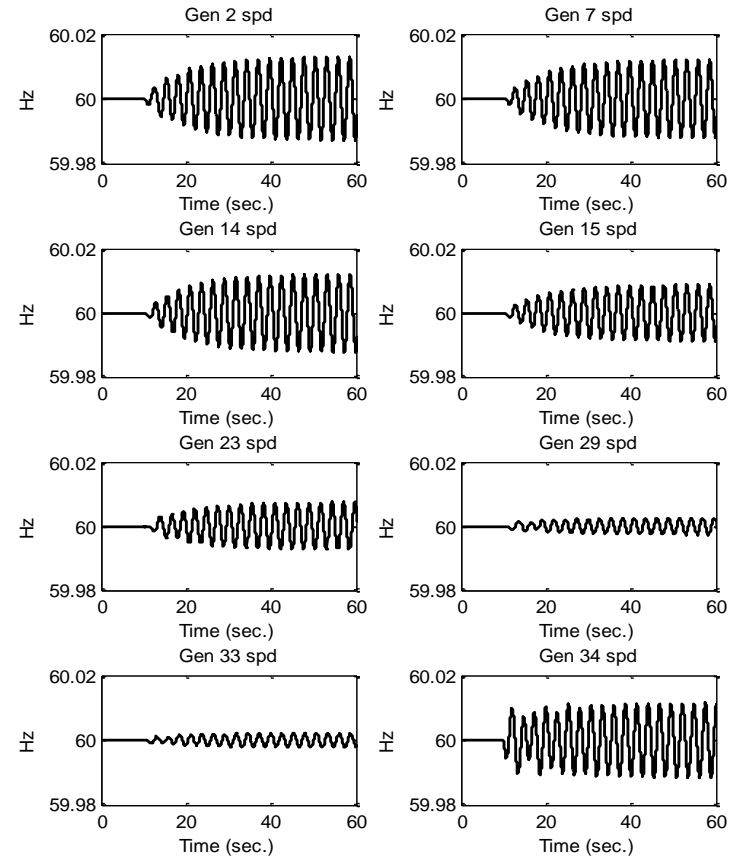 Gen 2 spd
60.02
60
59.98
Hz
0 20 40 60
Time (sec.)
Gen 7 spd
60.02
60
59.98
Hz
0 20 40 60
Time (sec.)
Gen 14 spd
60.02
60
59.98
Hz
0 20 40 60
Time (sec.)
Gen 15 spd
60.02
60
59.98
Hz
0 20 40 60
Time (sec.)
Gen 23 spd
60.02
60
59.98
Hz
0 20 40 60
Time (sec.)
Gen 29 spd
60.02
60
59.98
Hz
0 20 40 60
Time (sec.)
Gen 33 spd
60.02
60
59.98
Hz
0 20 40 60
Time (sec.)
Gen 34 spd
60.02
60
59.98
Hz
0 20 40 60
Time (sec.)